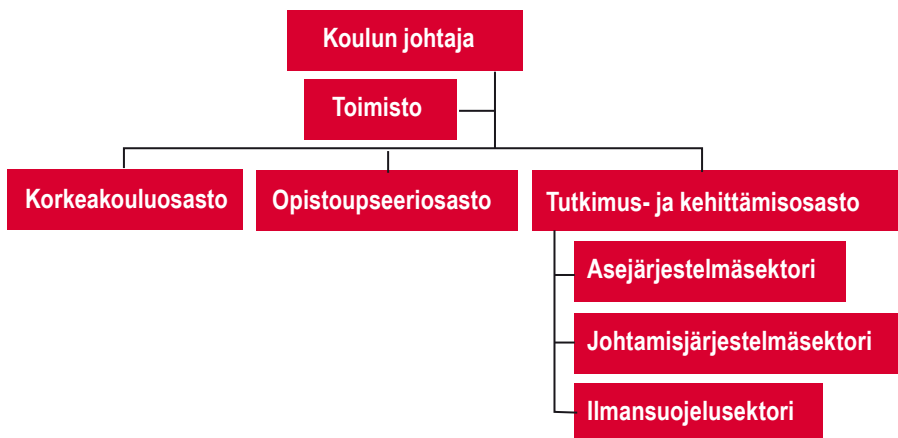 Koulun johtaja
Toimisto
Korkeakouluosasto
Opistoupseeriosasto
Tutkimus- ja kehittämisosasto
Asejärjestelmäsektori
Johtamisjärjestelmäsektori
Ilmansuojelusektori